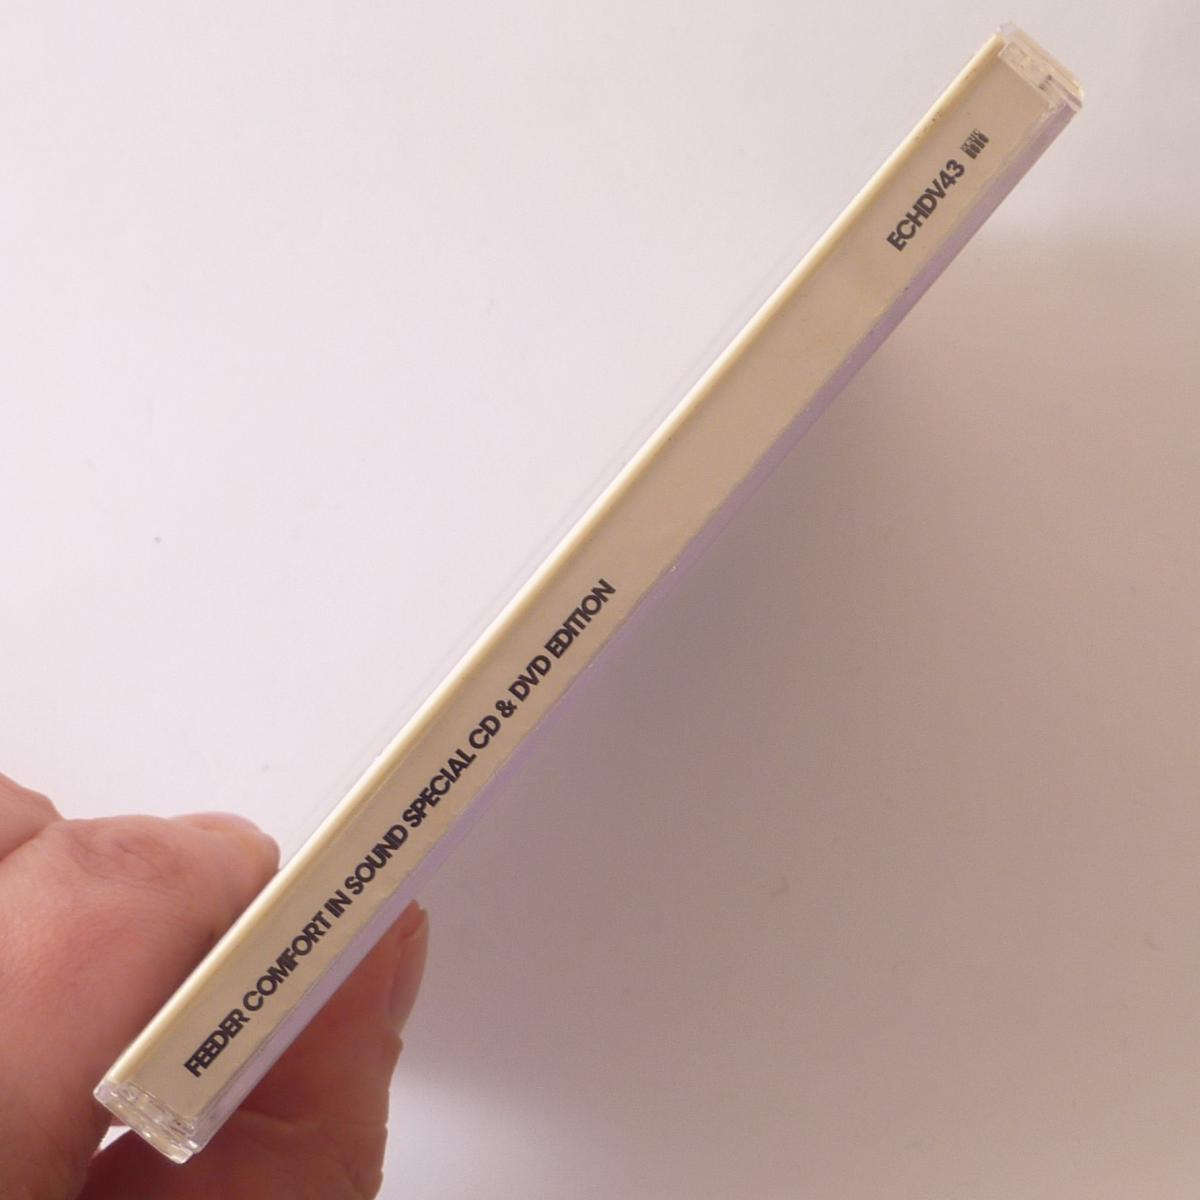 FEEDER COMFORT IN SOUND SPECIAL CD & DVD EDITION
ECHDV43